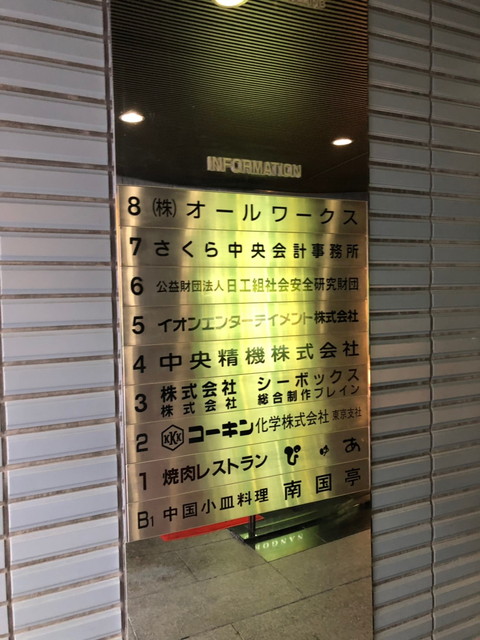 INFORMATION
8 (株) オールワークス
7 さくら中央会計事務所
6 公益財団法人日工組社会安全研究財団
5 イオンエンターテイメント株式会社
4 中央精機株式会社
3 株式会社 シーボックス
株式会社 総合制作ブレイン
2 KKK コーキン化学株式会社 東京支社
1 焼肉レストラン ぴゅあ
B1 中国小皿料理 南国亭